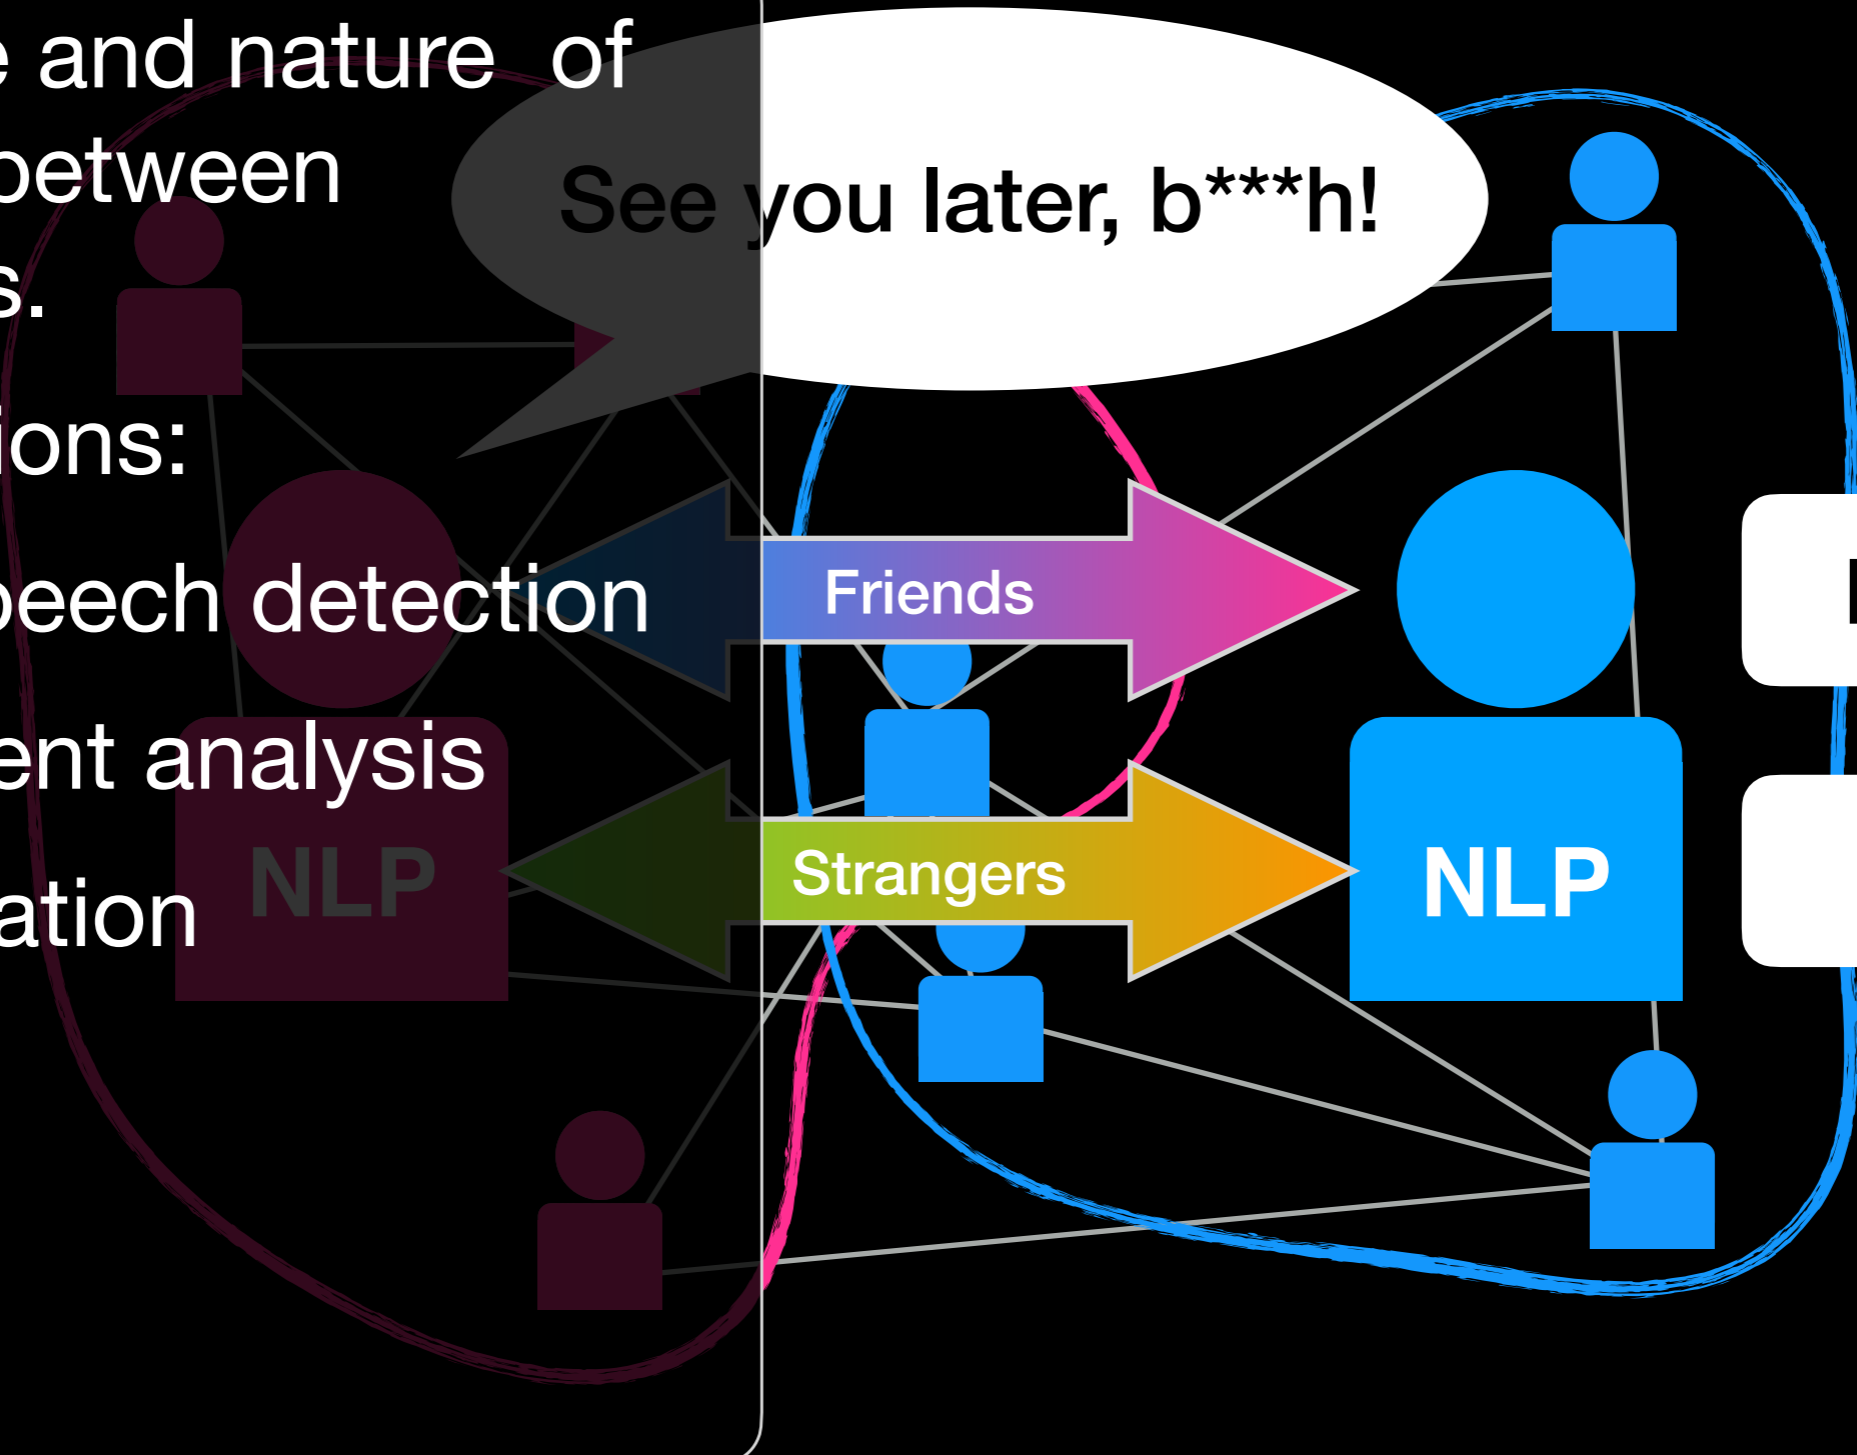 and nature of
between
See you later, b***h!
s.
ions:
Friends
peech detection
ent analysis
Strangers
NLP
NLP
ation